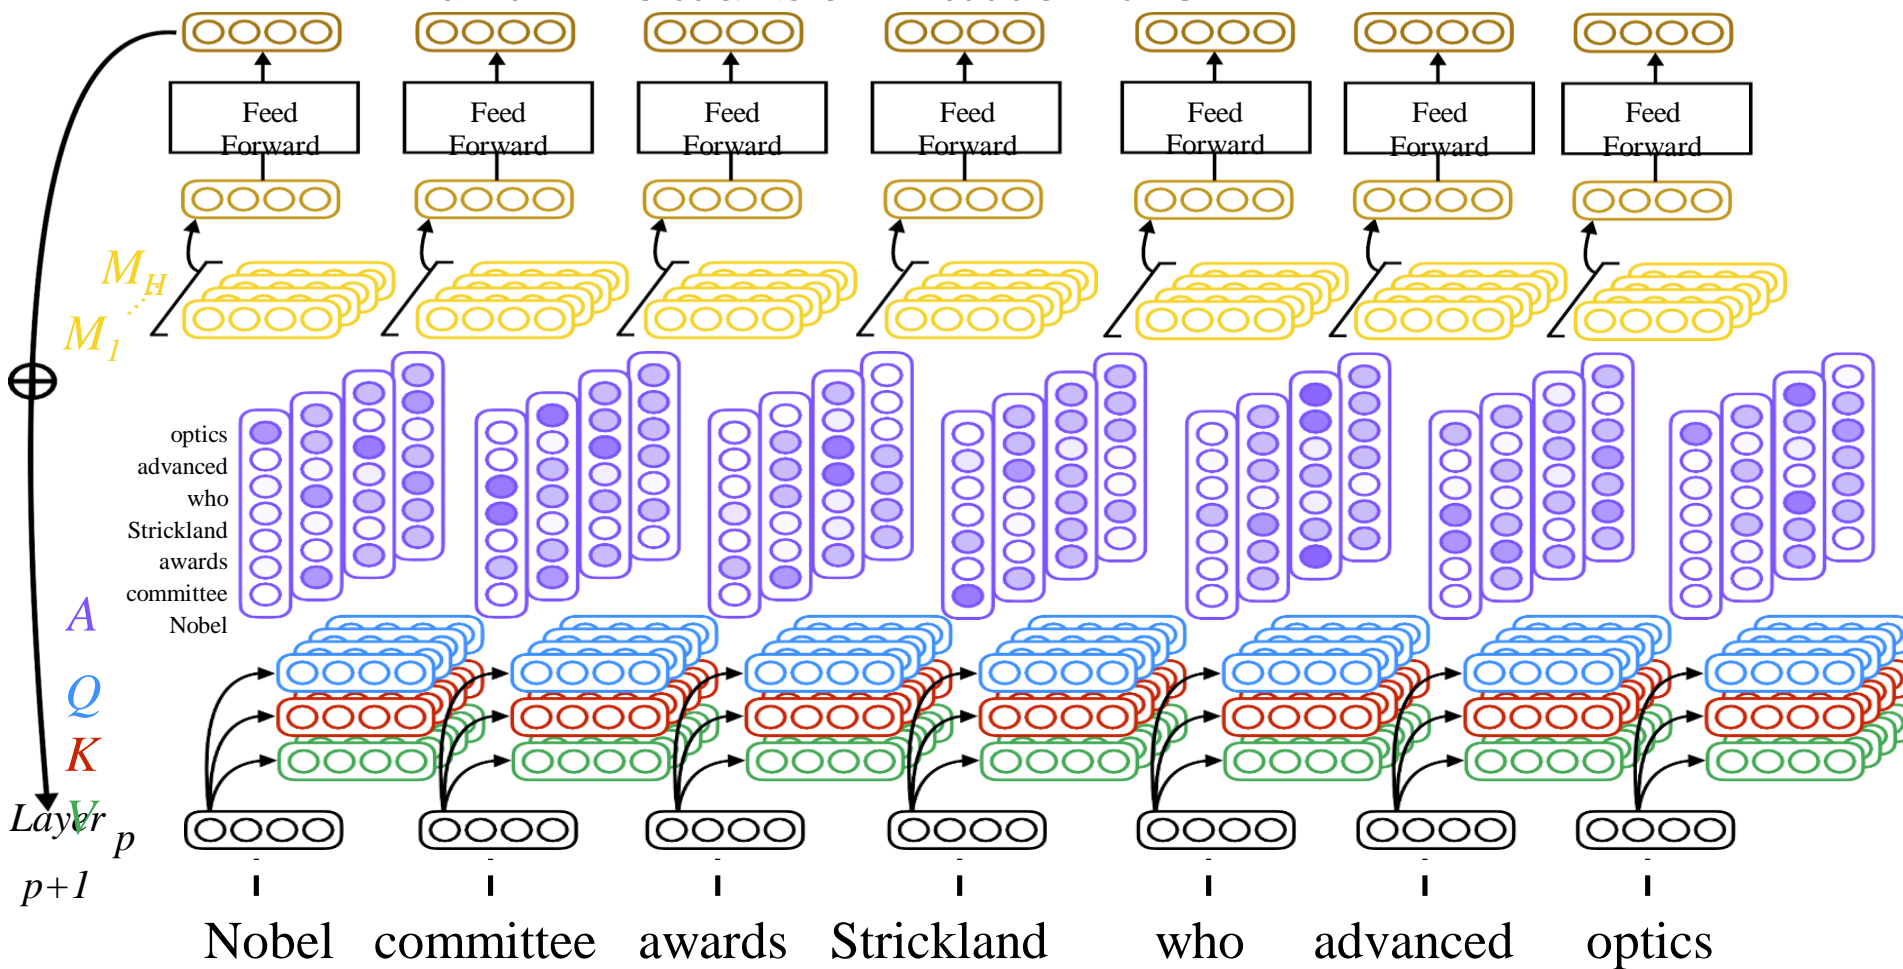 Feed Forward
Feed Forward
Feed Forward
Feed Forward
Feed Forward
Feed Forward
Feed Forward
M_H
M_1
optics
advanced
who
Strickland
awards
committee
Nobel
A
Q
K
V
Layer p
p+1
Nobel committee awards Strickland who advanced optics